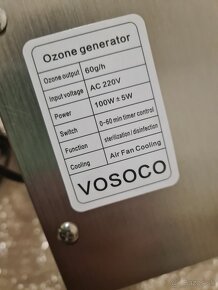 Ozone generator
Ozone output 60g/h
Input voltage AC 220V
Power 100W ± 5W
Switch 0-60 min timer control
Function sterilization / disinfection
Cooling Air Fan Cooling
VOSOCO